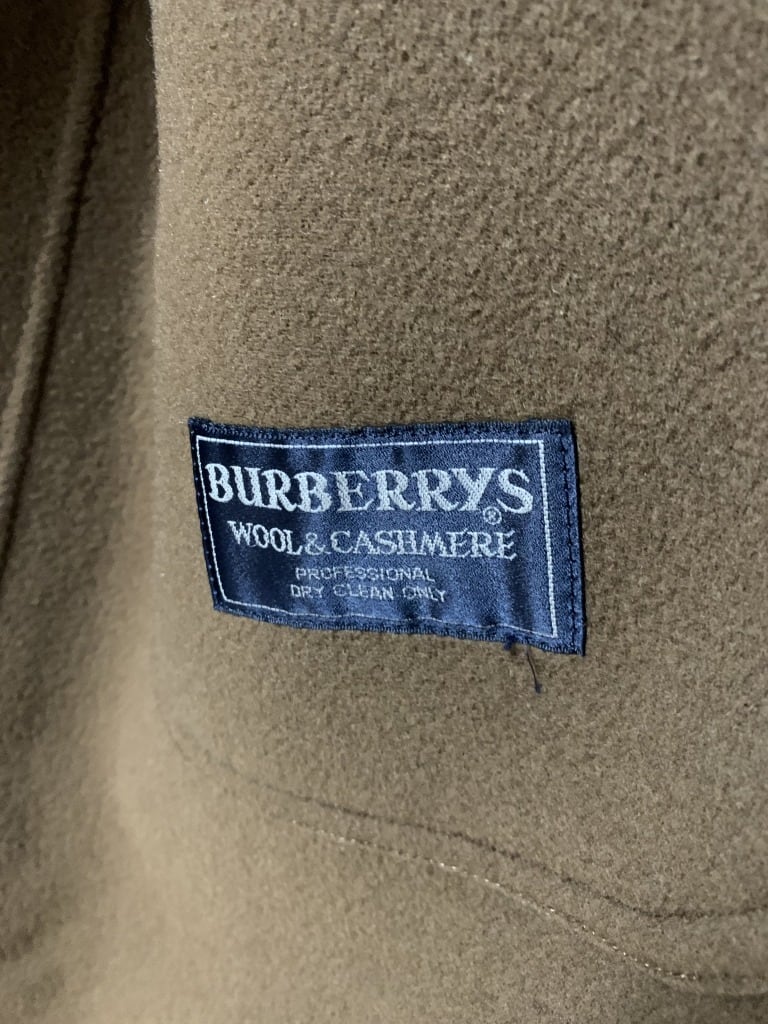 BURBERRYS®
WOOL & CASHMERE
PROFESSIONAL
DRY CLEAN ONLY